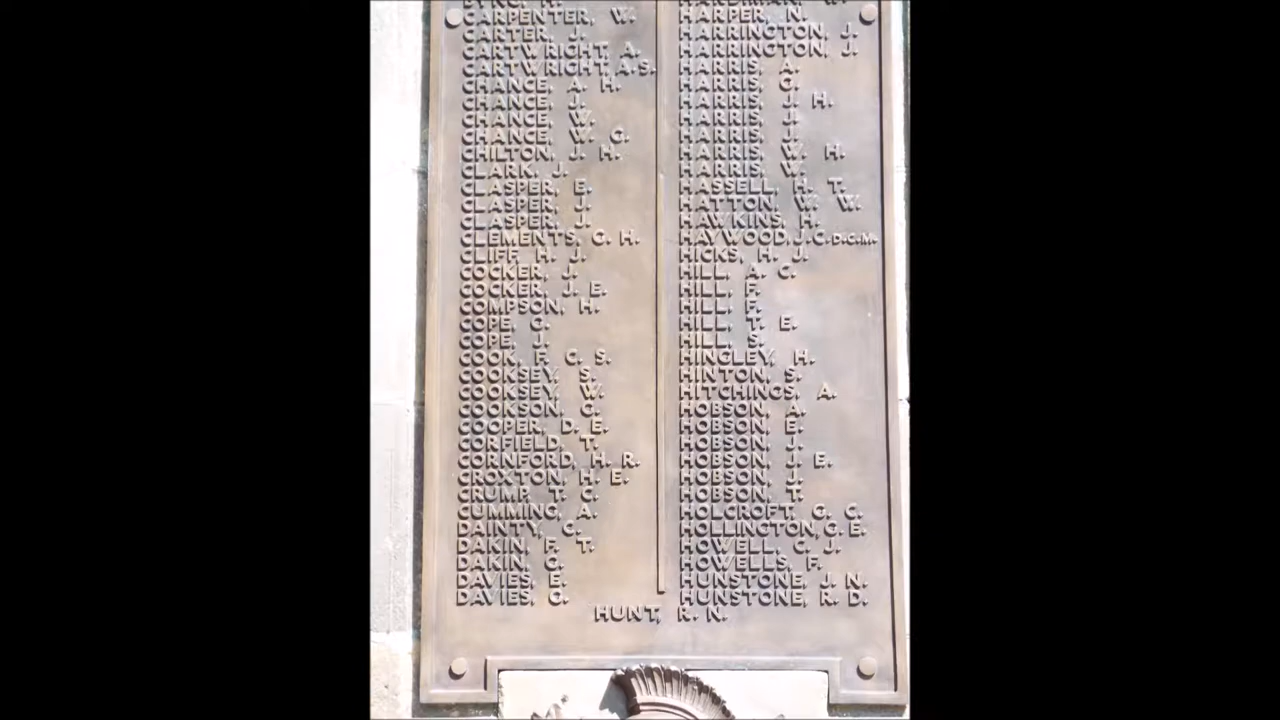 CARPENTER, W.
CARTER, J.
CARTWRIGHT, A.
CARTWRIGHT, A.S.
CHANCE, A. H.
CHANCE, J.
CHANCE, W.
CHANCE, W. G.
CHILTON, J. H.
CLARK, J.
CLASPER, E.
CLASPER, J.
CLASPER, J.
CLEMENTS, G. H.
CLIFF, H. J.
COCKER, J.
COCKER, J. E.
COMPSON, H.
COPE, G.
COPE, J.
COOK, F. C. S.
COOKSEY, S.
COOKSEY, W.
COOKSON, G.
COOPER, D. E.
CORFIELD, T.
CORNFORD, H. R.
CROXTON, H. E.
CRUMP, T. C.
CUMMING, A.
DAINTY, C.
DAKIN, F. T.
DAKIN, G.
DAVIES, E.
DAVIES, G.
HARPER, N.
HARRINGTON, J.
HARRINGTON, J.
HARRIS, A.
HARRIS, G.
HARRIS, J. H.
HARRIS, J.
HARRIS, J.
HARRIS, W. H.
HARRIS, W.
HASSELL, H. T.
HATTON, W. W.
HAWKINS, H.
HAYWOOD, J.C. D.C.M.
HICKS, H. J.
HILL, A. C.
HILL, F.
HILL, F.
HILL, T. E.
HILL, S.
HINGLEY, H.
HINTON, S.
HITCHINGS, A.
HOBSON, A.
HOBSON, E.
HOBSON, J.
HOBSON, J. E.
HOBSON, J.
HOBSON, T.
HOLCROFT, G. C.
HOLLINGTON, G. E.
HOWELL, C. J.
HOWELLS, F.
HUNSTONE, J. N.
HUNSTONE, R. D.
HUNT, R. N.